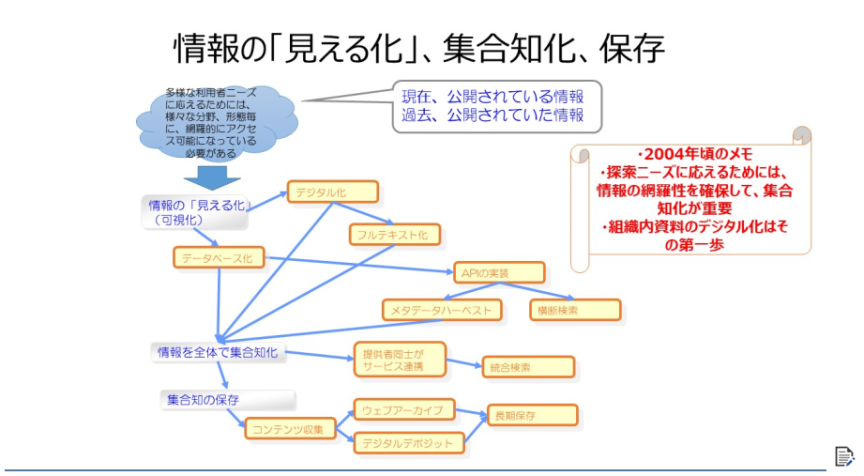 情報の「見える化」、集合知化、保存
多様な利用者ニーズ
に応えるためには、
様々な分野、形態毎
に、網羅的にアクセ
ス可能になっている
必要がある
現在、公開されている情報
過去、公開されていた情報
・2004年頃のメモ
・探索ニーズに応えるためには、
情報の網羅性を確保して、集合
知化が重要
・組織内資料のデジタル化はそ
の第一歩
情報の「見える化」
（可視化）
デジタル化
フルテキスト化
データベース化
APIの実装
メタデータハーベスト
横断検索
情報を全体で集合知化
提供者同士が
サービス連携
統合検索
集合知の保存
コンテンツ収集
ウェブアーカイブ
長期保存
デジタルデポジット